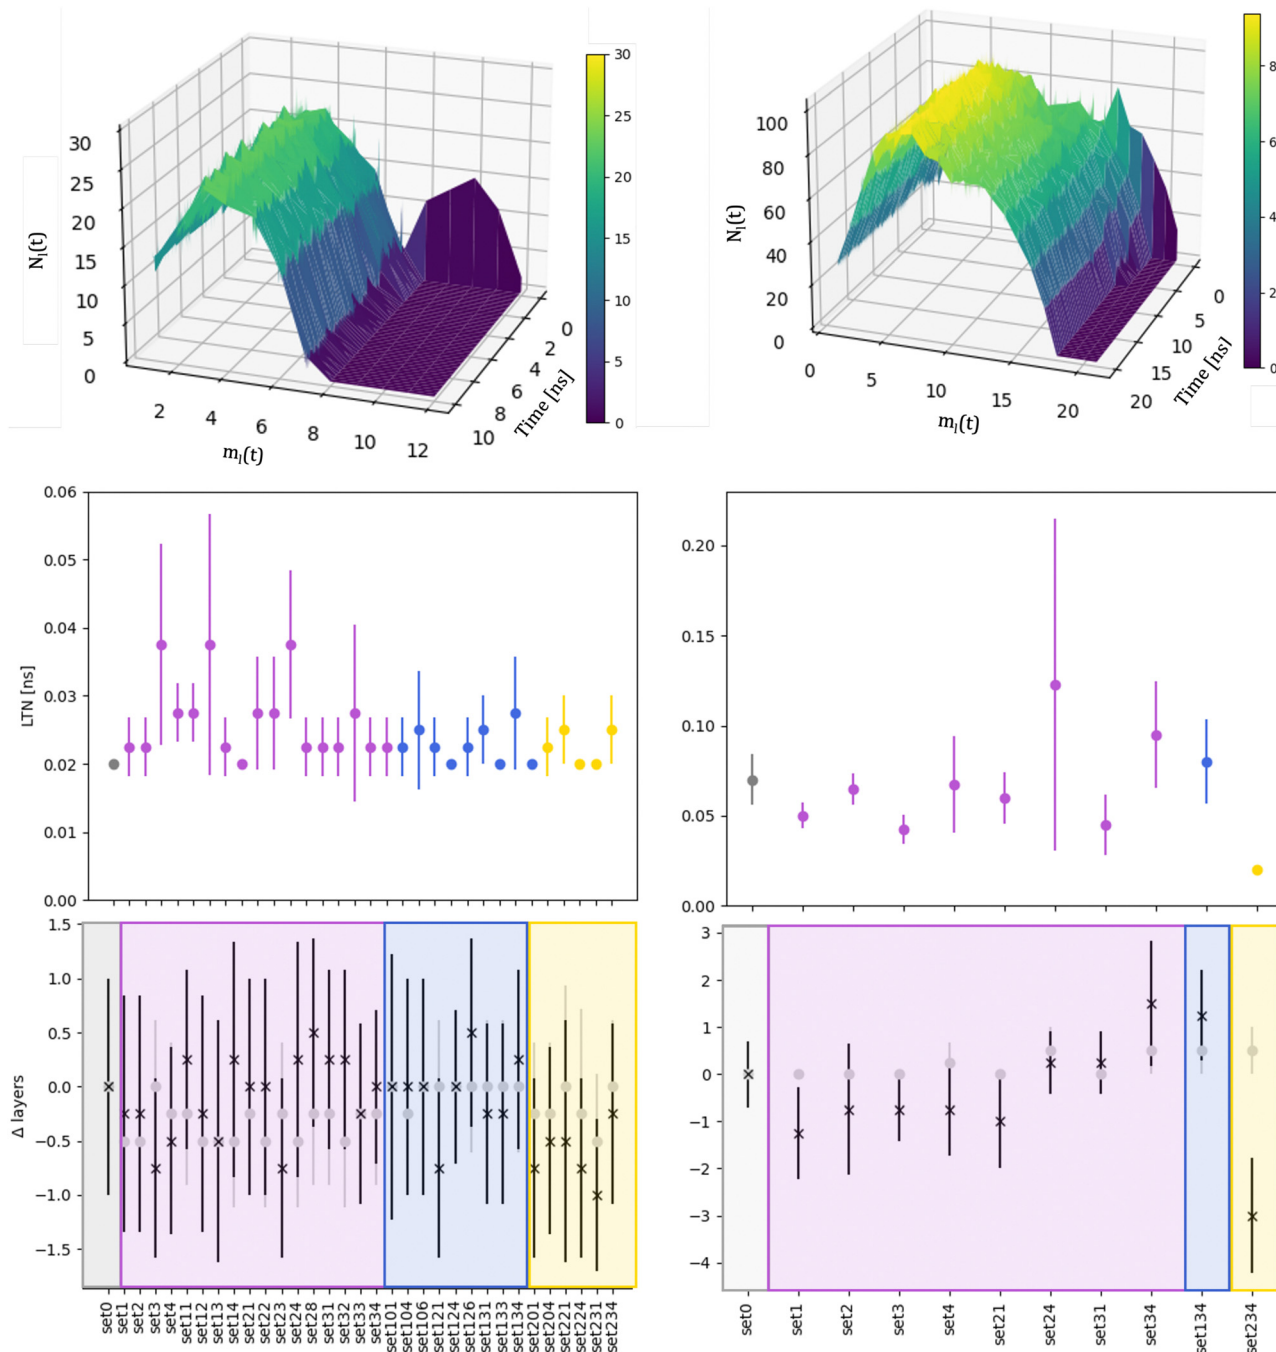 30
25
20
15
10
5
0
N_l(t)
2
4
6
8
10
12
m_l(t)
0
2
4
6
8
10
Time [ns]
30
25
20
15
10
5
0
100
80
60
40
20
0
N_l(t)
0
5
10
15
20
m_l(t)
0
5
10
15
20
Time [ns]
8
6
4
2
0
0.06
0.05
0.04
0.03
0.02
0.01
0.00
LTN [ns]
0.20
0.15
0.10
0.05
0.00
1.5
1.0
0.5
0.0
−0.5
−1.0
−1.5
Δ layers
set0
set1
set2
set3
set4
set11
set12
set13
set14
set21
set22
set23
set24
set28
set31
set32
set33
set34
set101
set104
set106
set121
set124
set126
set131
set133
set134
set201
set204
set221
set224
set231
set234
3
2
1
0
−1
−2
−3
−4
set0
set1
set2
set3
set4
set21
set24
set31
set34
set134
set234